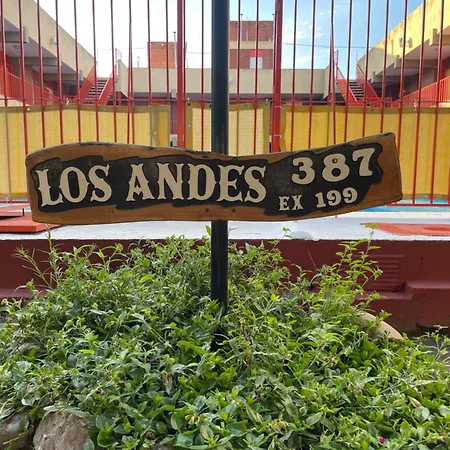 LOS ANDES 387
EX 199